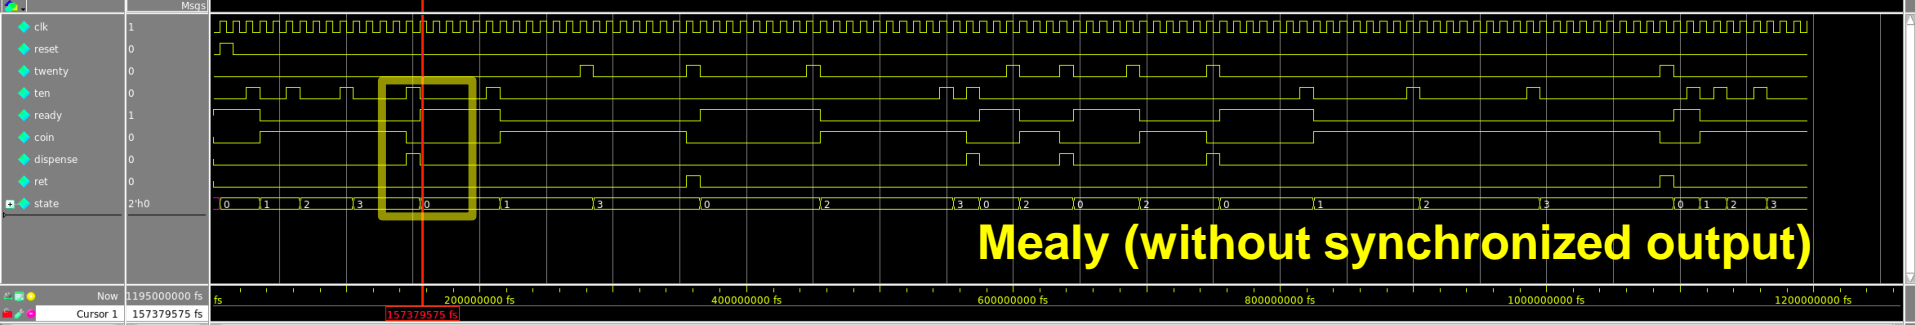 Msgs
clk 1
reset 0
twenty 0
ten 0
ready 1
coin 0
dispense 0
ret 0
state 2'h0 0 1 2 3 0 1 3 0 2 3 0 2 0 2 0 1 2 3 0 1 2 3
Mealy (without synchronized output)
Now 1195000000 fs fs 200000000 fs 400000000 fs 600000000 fs 800000000 fs 1000000000 fs 1200000000 fs
Cursor 1 157379575 fs 157379575 fs